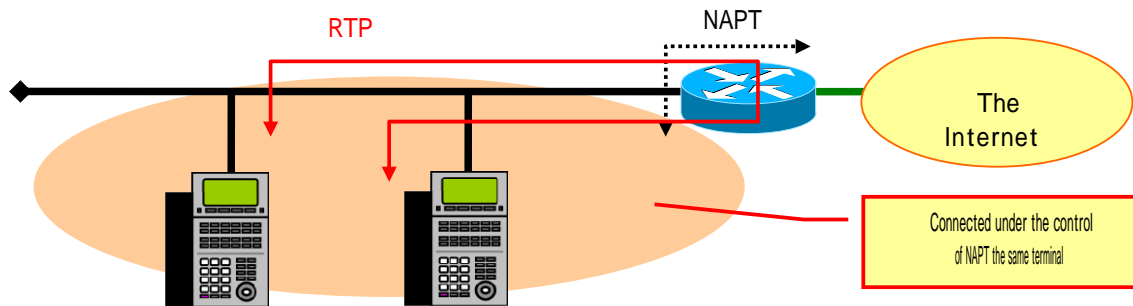 RTP
NAPT
The
Internet
Connected under the control
of NAPT the same terminal